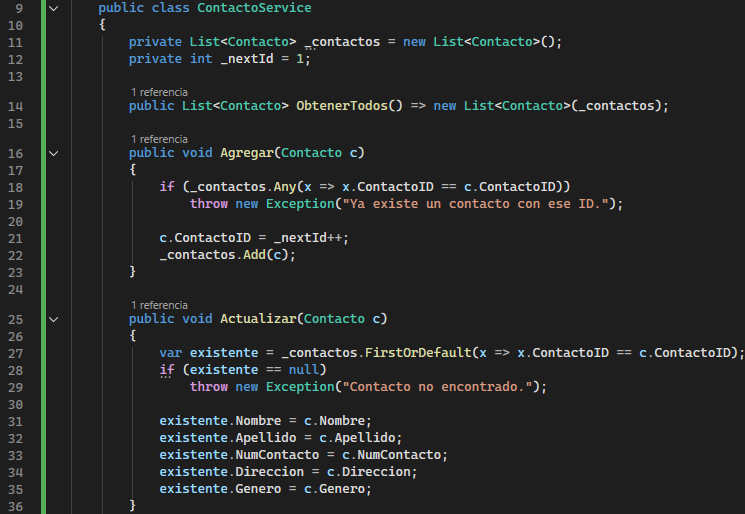 9 public class ContactoService
10 {
11 private List<Contacto> _contactos = new List<Contacto>();
12 private int _nextId = 1;
13
1 referencia
14 public List<Contacto> ObtenerTodos() => new List<Contacto>(_contactos);
15
1 referencia
16 public void Agregar(Contacto c)
17 {
18 if (_contactos.Any(x => x.ContactoID == c.ContactoID))
19 throw new Exception("Ya existe un contacto con ese ID.");
20
21 c.ContactoID = _nextId++;
22 _contactos.Add(c);
23 }
24
1 referencia
25 public void Actualizar(Contacto c)
26 {
27 var existente = _contactos.FirstOrDefault(x => x.ContactoID == c.ContactoID);
28 if (existente == null)
29 throw new Exception("Contacto no encontrado.");
30
31 existente.Nombre = c.Nombre;
32 existente.Apellido = c.Apellido;
33 existente.NumContacto = c.NumContacto;
34 existente.Direccion = c.Direccion;
35 existente.Genero = c.Genero;
36 }